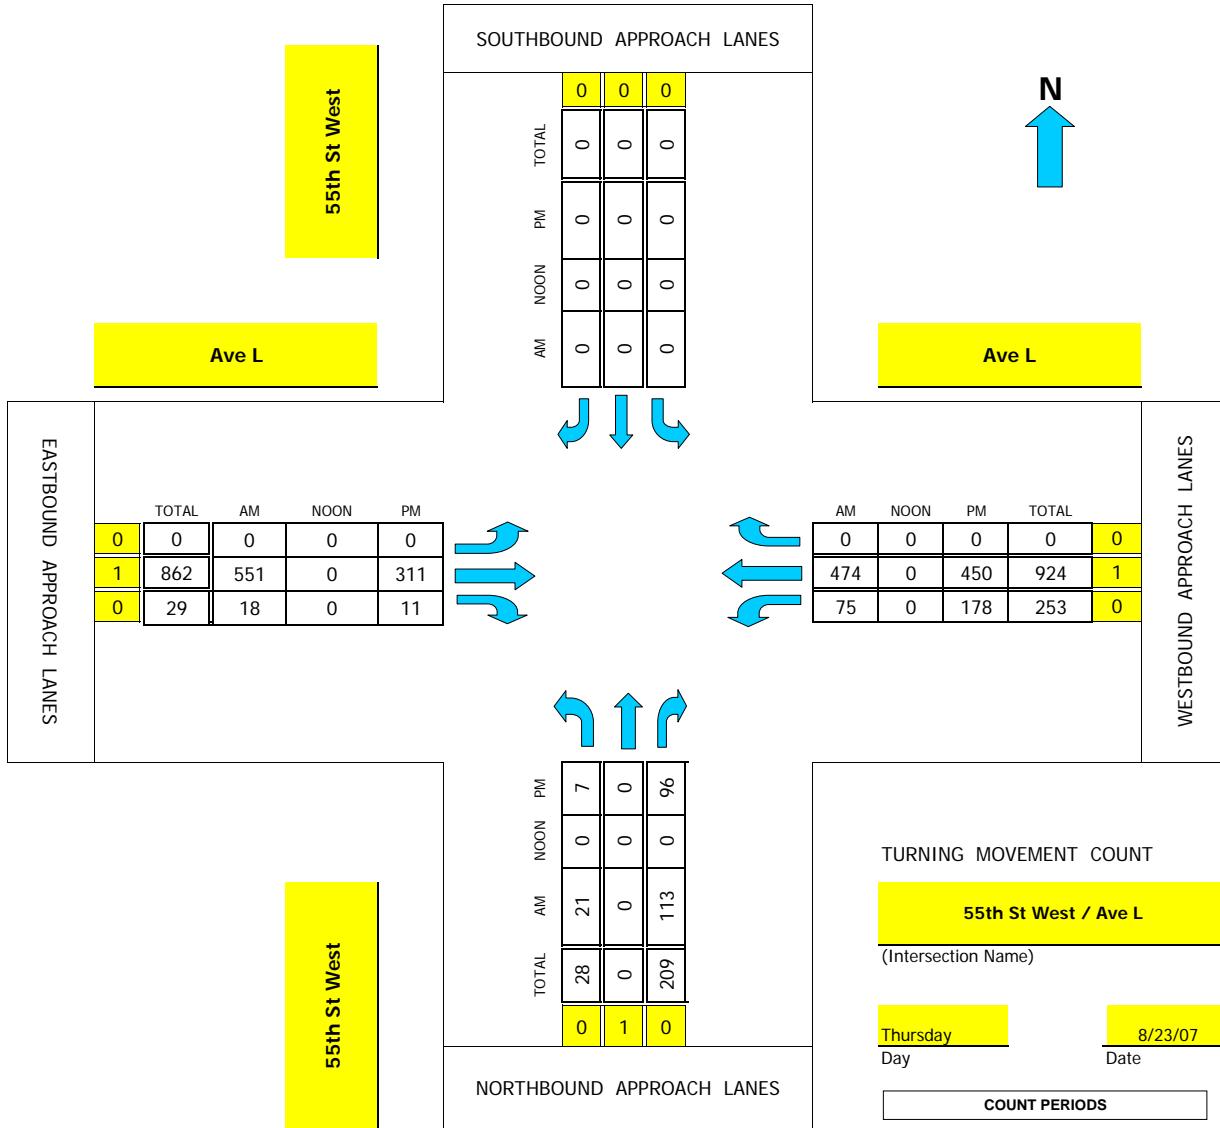 SOUTHBOUND APPROACH LANES
0 0 0
TOTAL 0 0 0
PM 0 0 0
NOON 0 0 0
AM 0 0 0
55th St West
N
Ave L
Ave L
EASTBOUND APPROACH LANES
TOTAL AM NOON PM
0 0 0 0 0
1 862 551 0 311
0 29 18 0 11
AM NOON PM TOTAL
0 0 0 0 0
474 0 450 924 1
75 0 178 253 0
WESTBOUND APPROACH LANES
PM 7 0 96
NOON 0 0 0
AM 21 0 113
TOTAL 28 0 209
0 1 0
NORTHBOUND APPROACH LANES
55th St West
TURNING MOVEMENT COUNT
55th St West / Ave L
(Intersection Name)
Thursday 8/23/07
Day Date
COUNT PERIODS